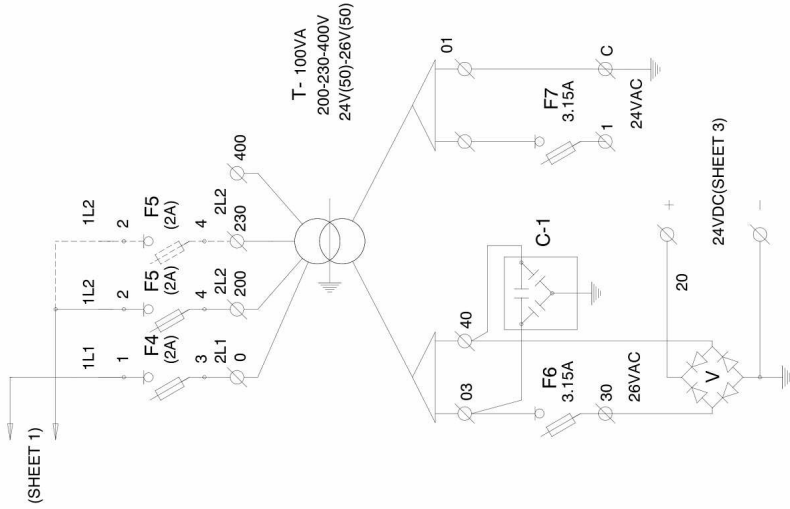 (SHEET 1)
1L1
1L2
1L2
1
2
2
F4
(2A)
F5
(2A)
F5
(2A)
3
4
4
2L1
2L2
2L2
0
200
230
400
T- 100VA
200-230-400V
24V(50)-26V(50)
03
40
01
C-1
F6
3.15A
F7
3.15A
30
1
C
26VAC
24VAC
V
20
+
24VDC(SHEET 3)
-